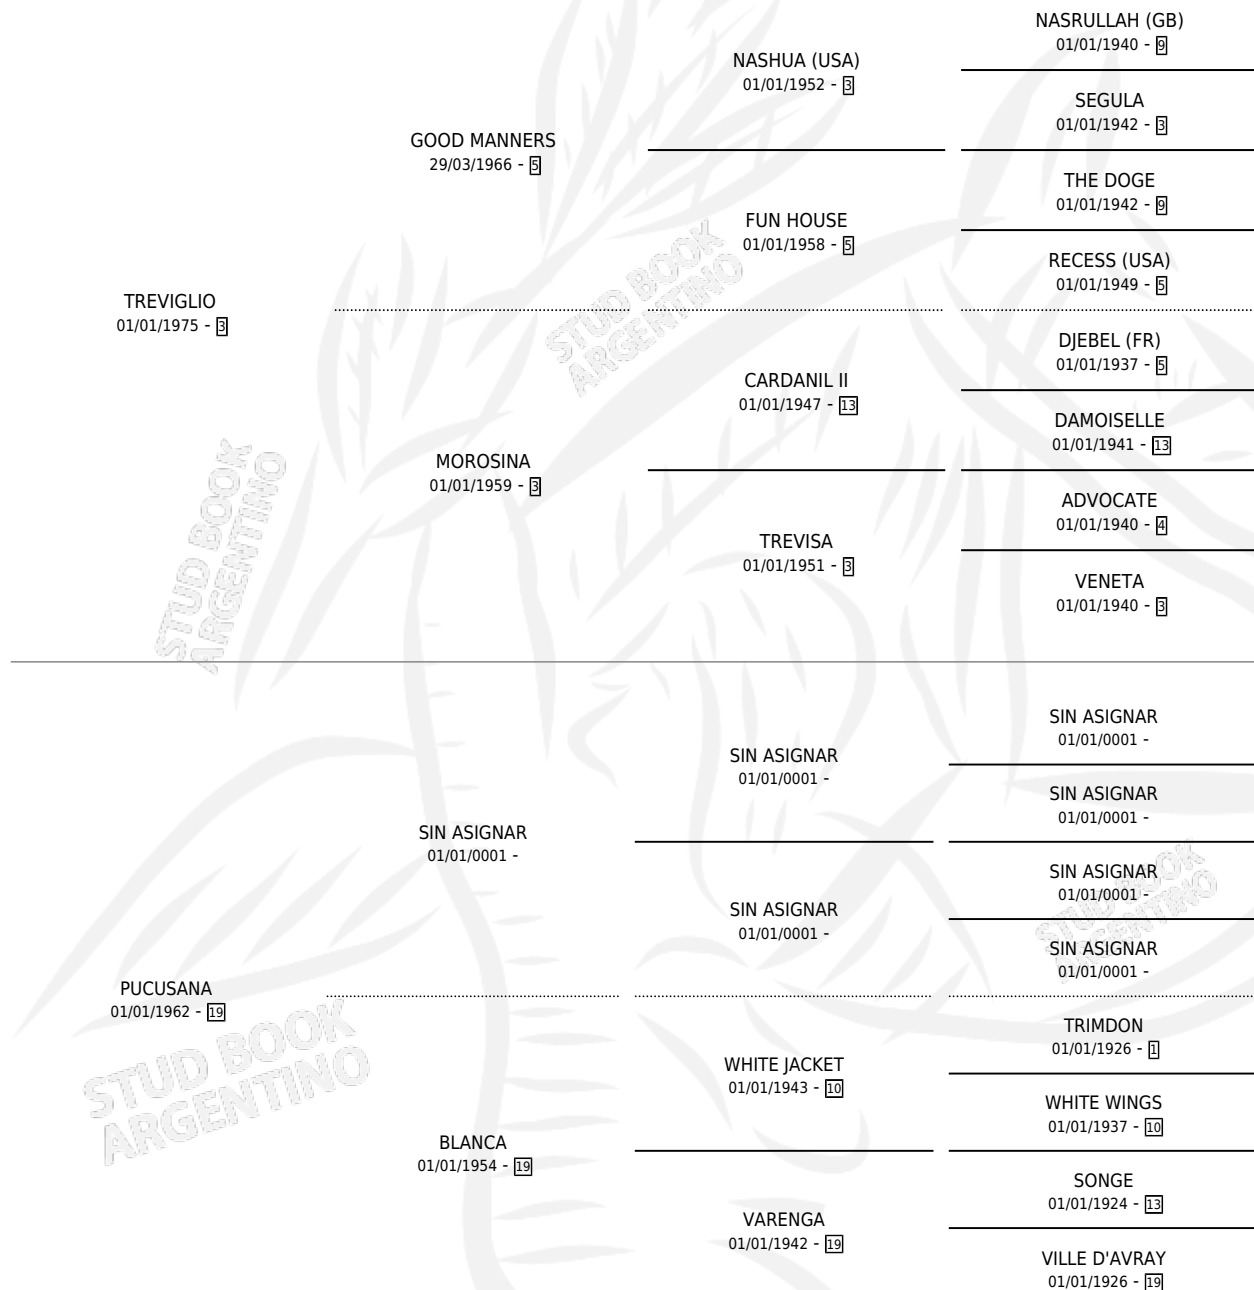 NASRULLAH (GB)
01/01/1940 - 9
NASHUA (USA)
01/01/1952 - 3
SEGULA
01/01/1942 - 3
GOOD MANNERS
29/03/1966 - 5
THE DOGE
01/01/1942 - 9
FUN HOUSE
01/01/1958 - 5
RECESS (USA)
01/01/1949 - 5
TREVIGLIO
01/01/1975 - 3
DJEBEL (FR)
01/01/1937 - 5
CARDANIL II
01/01/1947 - 13
DAMOISELLE
01/01/1941 - 13
MOROSINA
01/01/1959 - 3
ADVOCATE
01/01/1940 - 4
TREVISA
01/01/1951 - 3
VENETA
01/01/1940 - 3
SIN ASIGNAR
01/01/0001 -
SIN ASIGNAR
01/01/0001 -
SIN ASIGNAR
01/01/0001 -
SIN ASIGNAR
01/01/0001 -
SIN ASIGNAR
01/01/0001 -
SIN ASIGNAR
01/01/0001 -
SIN ASIGNAR
01/01/0001 -
PUCUSANA
01/01/1962 - 19
TRIMDON
01/01/1926 - 1
WHITE JACKET
01/01/1943 - 10
WHITE WINGS
01/01/1937 - 10
BLANCA
01/01/1954 - 19
SONGE
01/01/1924 - 13
VARENGA
01/01/1942 - 19
VILLE D'AVRAY
01/01/1926 - 19
STUD BOOK
ARGENTINO
STUD BOOK
ARGENTINO
STUD BOOK
ARGENTINO
STUD BOOK
ARGENTINO